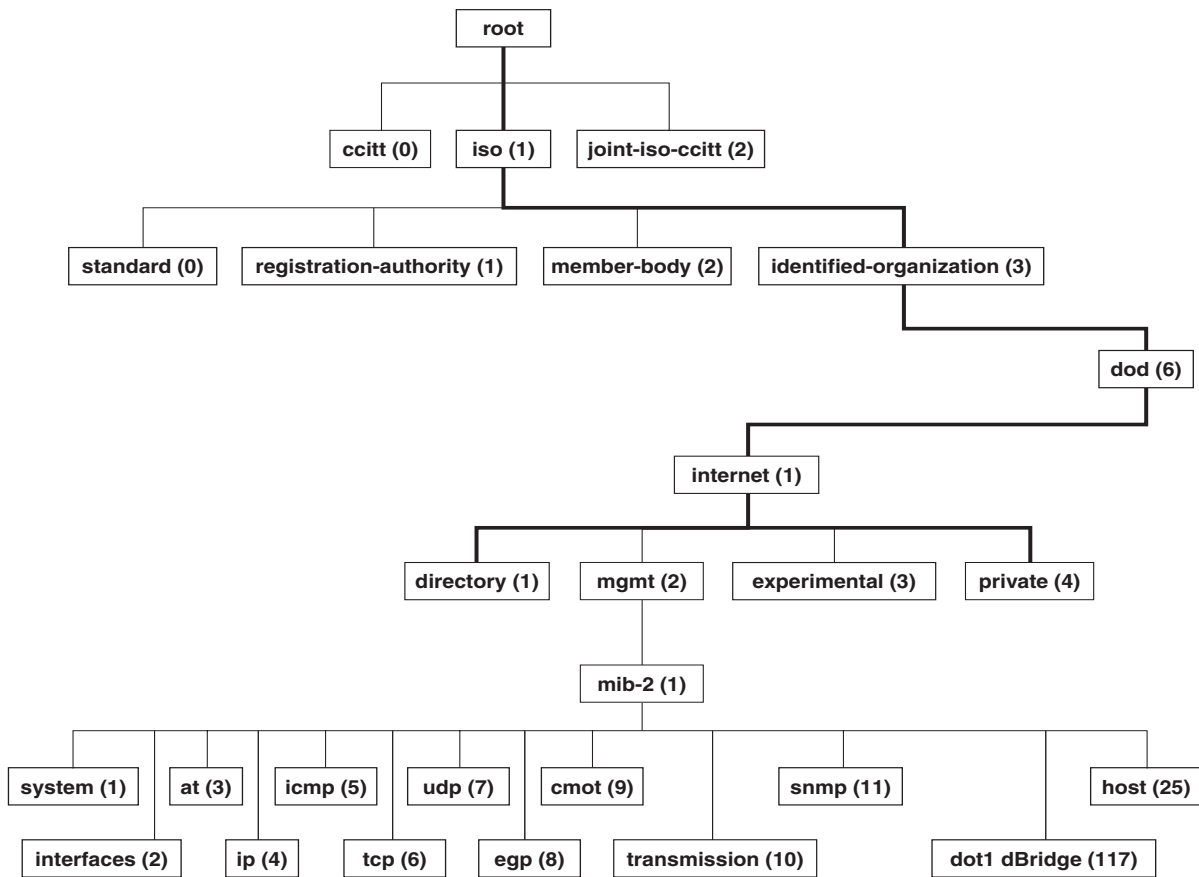 root
ccitt (0)
iso (1)
joint-iso-ccitt (2)
standard (0)
registration-authority (1)
member-body (2)
identified-organization (3)
dod (6)
internet (1)
directory (1)
mgmt (2)
experimental (3)
private (4)
mib-2 (1)
system (1)
at (3)
icmp (5)
udp (7)
cmot (9)
snmp (11)
host (25)
interfaces (2)
ip (4)
tcp (6)
egp (8)
transmission (10)
dot1 dBridge (117)